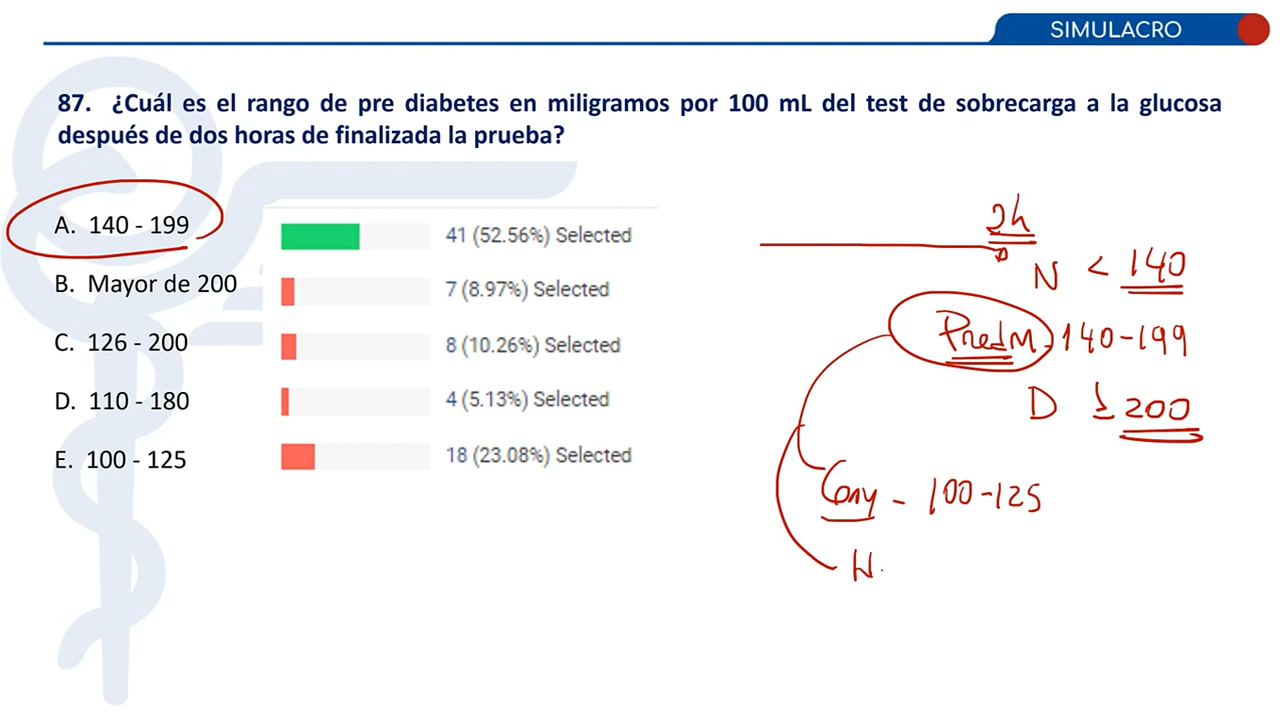 SIMULACRO
87. ¿Cuál es el rango de pre diabetes en miligramos por 100 mL del test de sobrecarga a la glucosa
después de dos horas de finalizada la prueba?
A. 140 - 199
41 (52.56%) Selected
B. Mayor de 200
7 (8.97%) Selected
C. 126 - 200
8 (10.26%) Selected
D. 110 - 180
4 (5.13%) Selected
E. 100 - 125
18 (23.08%) Selected
2h
N < 140
PredM 140-199
D ≥ 200
- 100-125
H